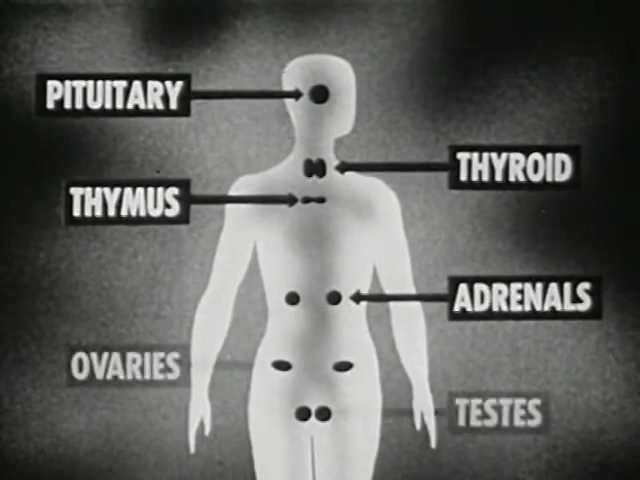 PITUITARY
THYROID
THYMUS
ADRENALS
OVARIES
TESTES